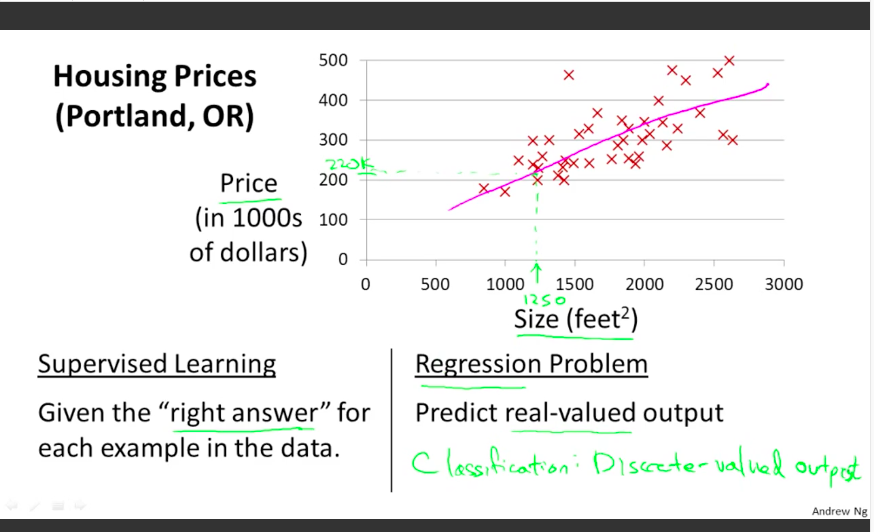 Housing Prices
(Portland, OR)
500
400
300
220K
200
100
0
Price
(in 1000s
of dollars)
0 500 1000 1500 2000 2500 3000
1250
Size (feet²)
Supervised Learning
Given the “right answer” for
each example in the data.
Regression Problem
Predict real-valued output
Classification: Discrete-valued output
Andrew Ng